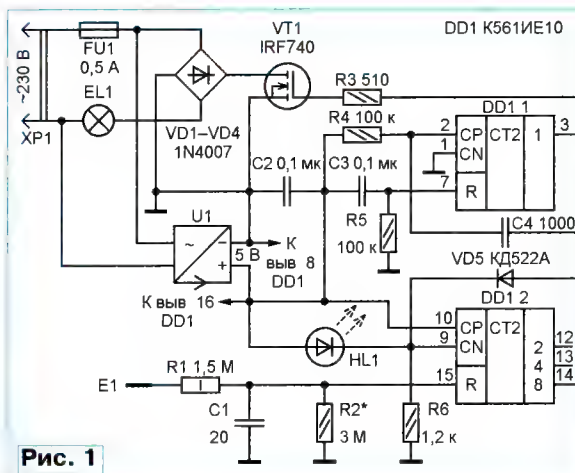 FU1
0,5 А
EL1
~230 В
XP1
VD1–VD4
1N4007
VT1
IRF740
DD1 К561ИЕ10
R3 510
R4 100 к
DD1 1
2
1
7
CP
CN
R
CT2
1
3
C2 0,1 мк
C3 0,1 мк
R5
100 к
C4 1000
U1
~
−
5 В
+
К
выв 8
DD1
К выв 16
DD1
VD5 КД522А
DD1 2
10
9
15
CP
CN
R
CT2
2
4
8
12
13
14
HL1
E1
R1 1,5 М
C1
20
R2*
3 М
R6
1,2 к
Рис. 1